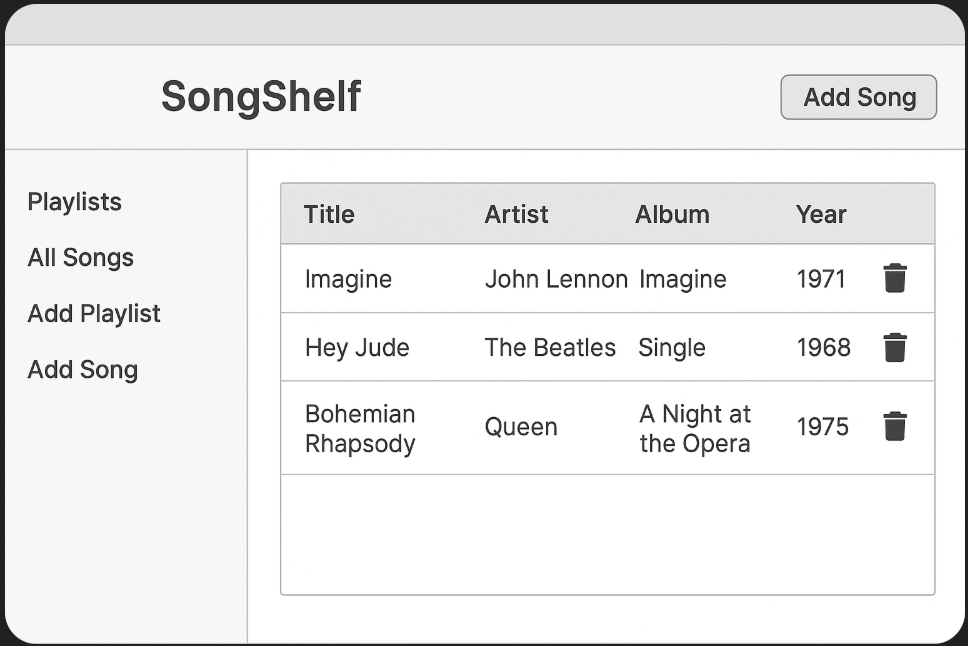 SongShelf
Add Song
Playlists
All Songs
Add Playlist
Add Song
Title Artist Album Year
Imagine John Lennon Imagine 1971
Hey Jude The Beatles Single 1968
Bohemian
Rhapsody Queen A Night at
the Opera 1975